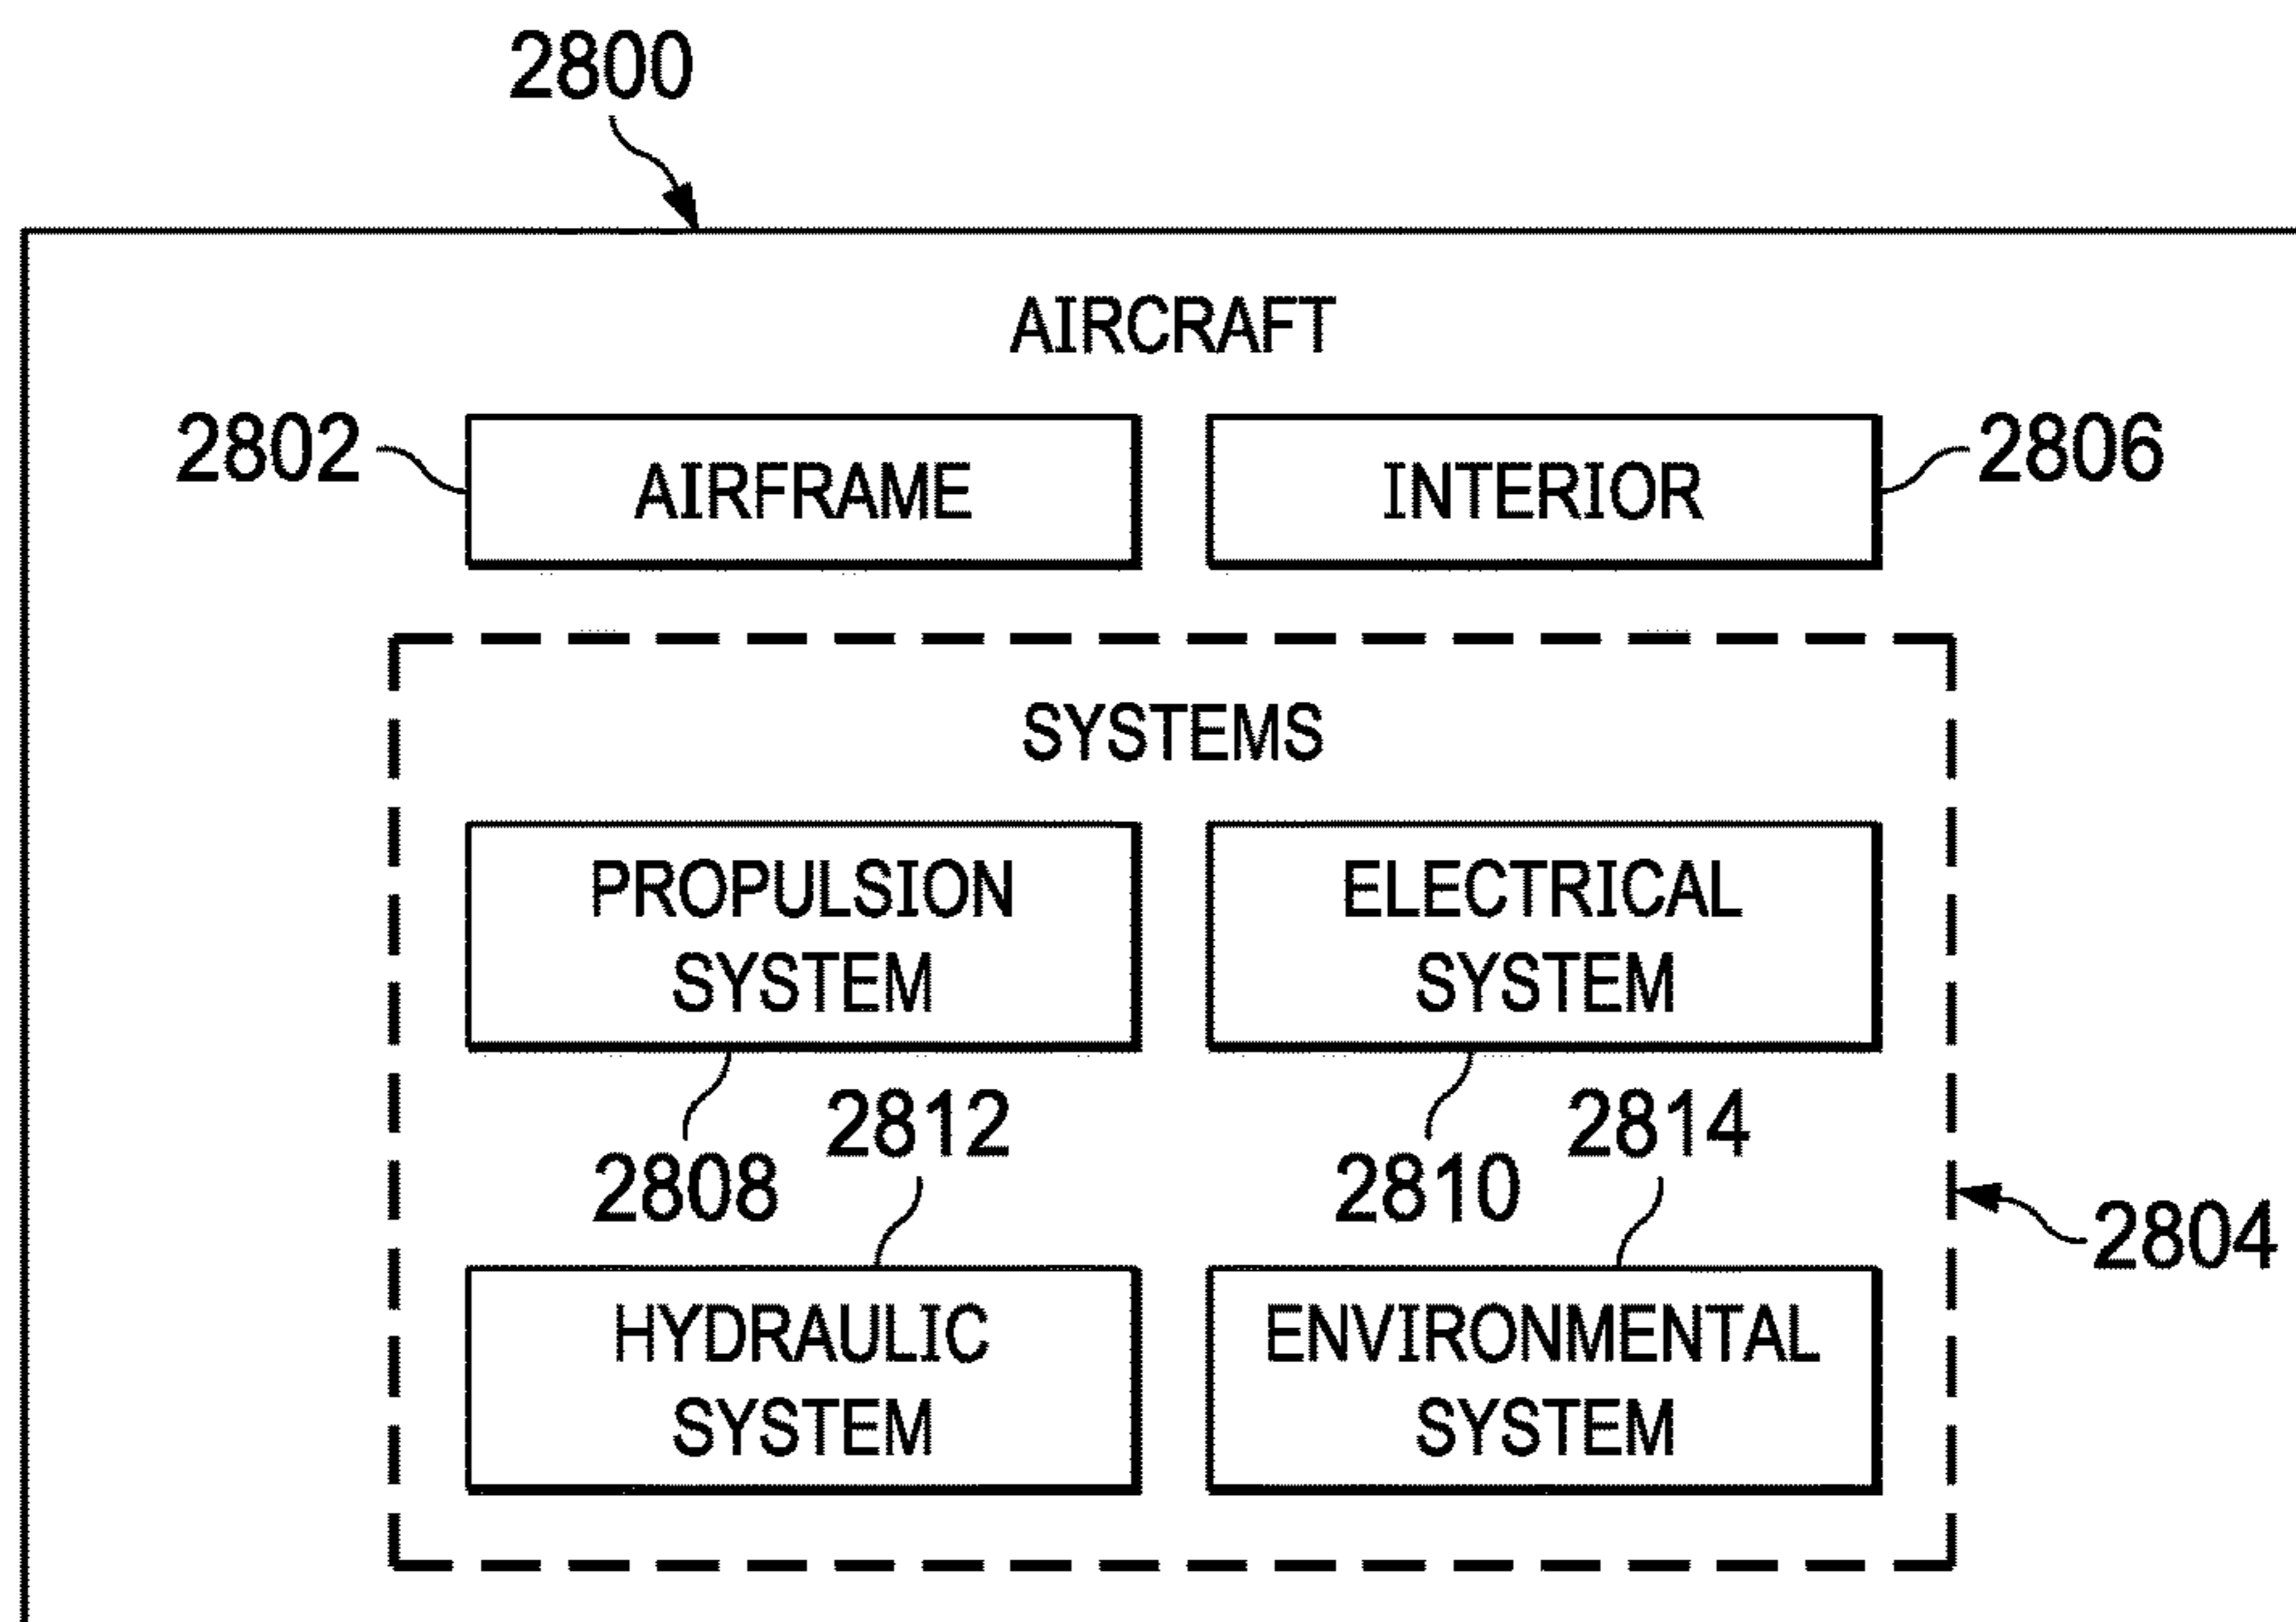 2800
AIRCRAFT
2802
AIRFRAME
INTERIOR
2806
SYSTEMS
PROPULSION
SYSTEM
ELECTRICAL
SYSTEM
2808
2812
2810
2814
2804
HYDRAULIC
SYSTEM
ENVIRONMENTAL
SYSTEM